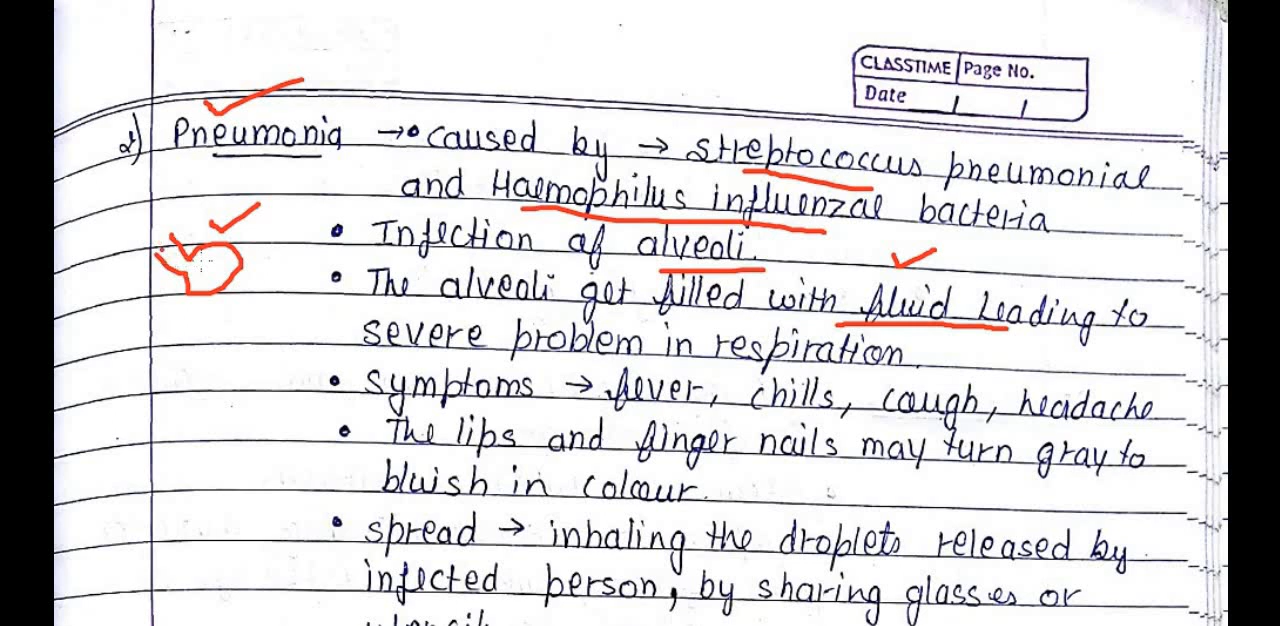 CLASSTIME Page No.
Date / /
2) Pneumonia → • caused by → streptococcus pneumonial
and Haemophilus influenzae bacteria
• Infection of alveoli.
• The alveoli get filled with fluid leading to
severe problem in respiration.
• symptoms → fever, chills, cough, headache
• The lips and finger nails may turn gray to
bluish in colour.
• spread → inhaling the droplets released by
infected person, by sharing glasses or